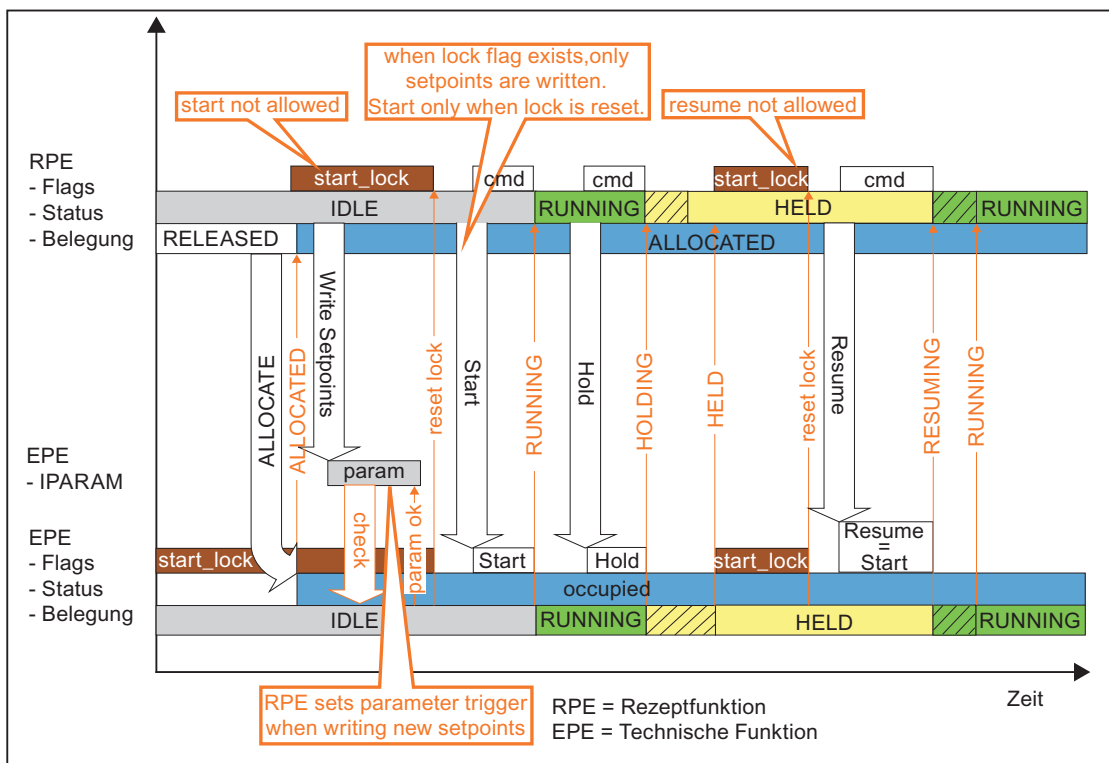 when lock flag exists,only
setpoints are written.
Start only when lock is reset.
start not allowed
resume not allowed
RPE
- Flags
- Status
- Belegung
start_lock
cmd
cmd
start_lock
cmd
IDLE
RUNNING
HELD
RUNNING
RELEASED
ALLOCATED
ALLOCATE
ALLOCATED
Write Setpoints
reset lock
Start
RUNNING
Hold
HOLDING
HELD
reset lock
Resume
RESUMING
RUNNING
EPE
- IPARAM
param
check
param ok
EPE
- Flags
- Status
- Belegung
start_lock
Start
Hold
start_lock
Resume
=
Start
occupied
IDLE
RUNNING
HELD
RUNNING
RPE sets parameter trigger
when writing new setpoints
RPE = Rezeptfunktion
EPE = Technische Funktion
Zeit